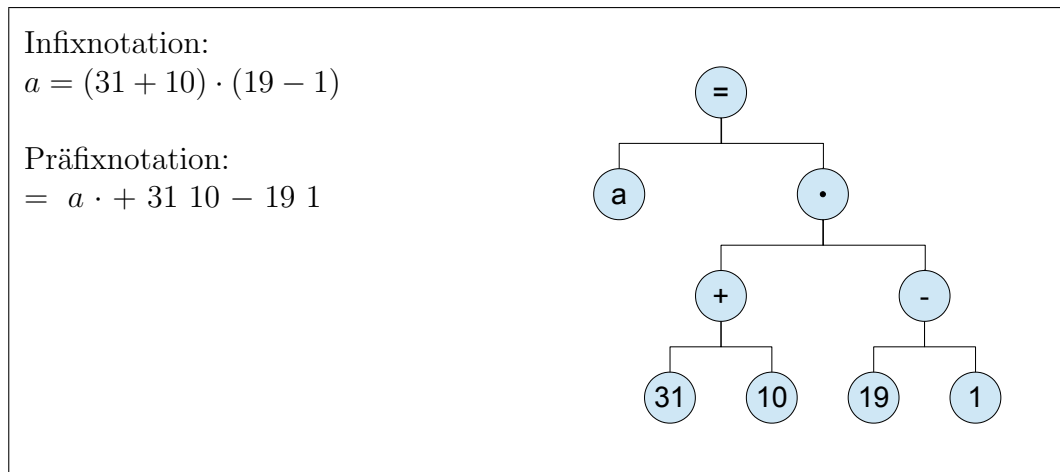 Infixnotation:
a = (31 + 10) · (19 − 1)
Präfixnotation:
= a · + 31 10 − 19 1
=
a ·
+ -
31 10 19 1